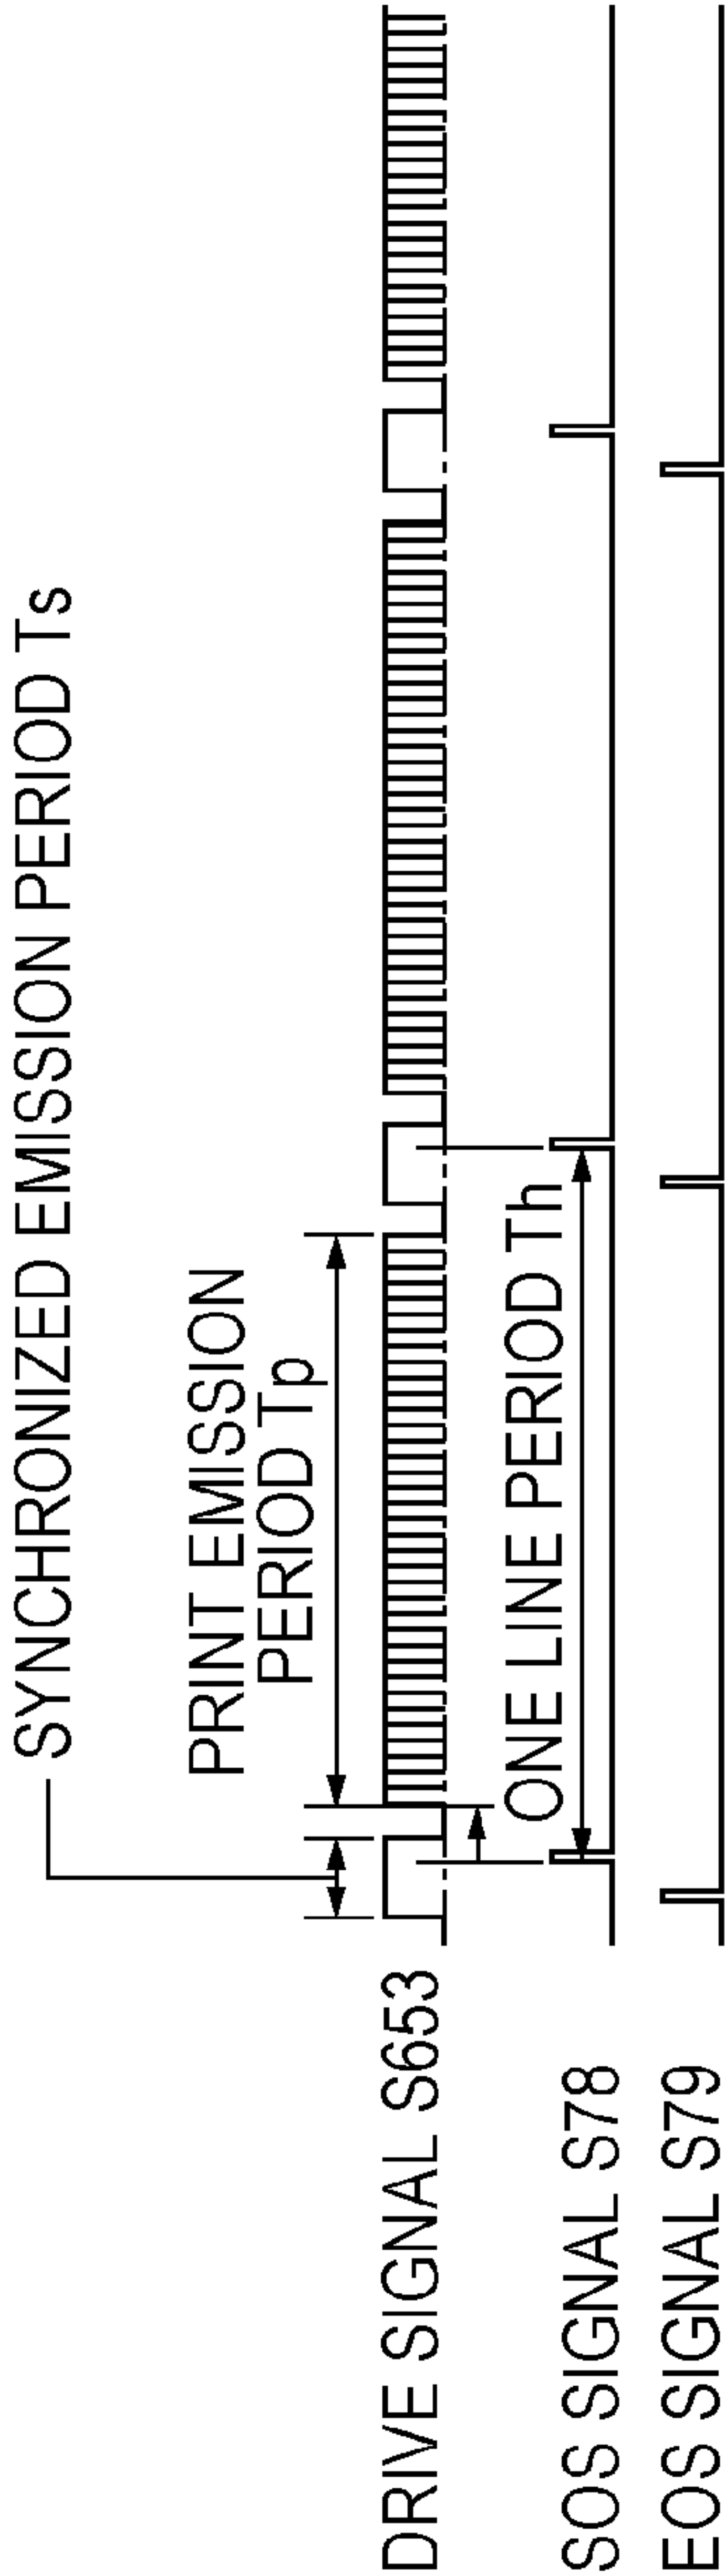 SYNCHRONIZED EMISSION PERIOD Ts
PRINT EMISSION
PERIOD Tp
DRIVE SIGNAL S653
ONE LINE PERIOD Th
SOS SIGNAL S78
EOS SIGNAL S79